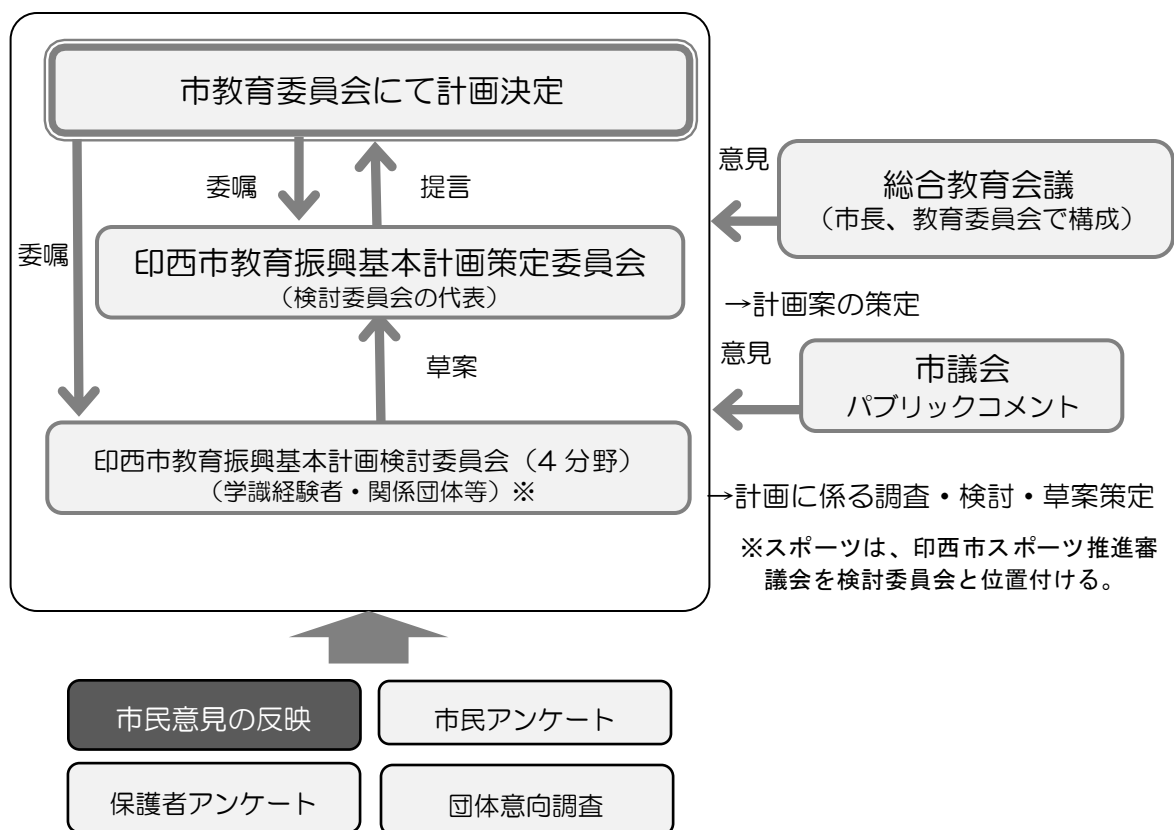 市教育委員会にて計画決定
委嘱
提言
委嘱
印西市教育振興基本計画策定委員会
（検討委員会の代表）
草案
印西市教育振興基本計画検討委員会（4 分野）
（学識経験者・関係団体等）※
意見
総合教育会議
（市長、教育委員会で構成）
→計画案の策定
意見
市議会
パブリックコメント
→計画に係る調査・検討・草案策定
※スポーツは、印西市スポーツ推進審
議会を検討委員会と位置付ける。
市民意見の反映
市民アンケート
保護者アンケート
団体意向調査